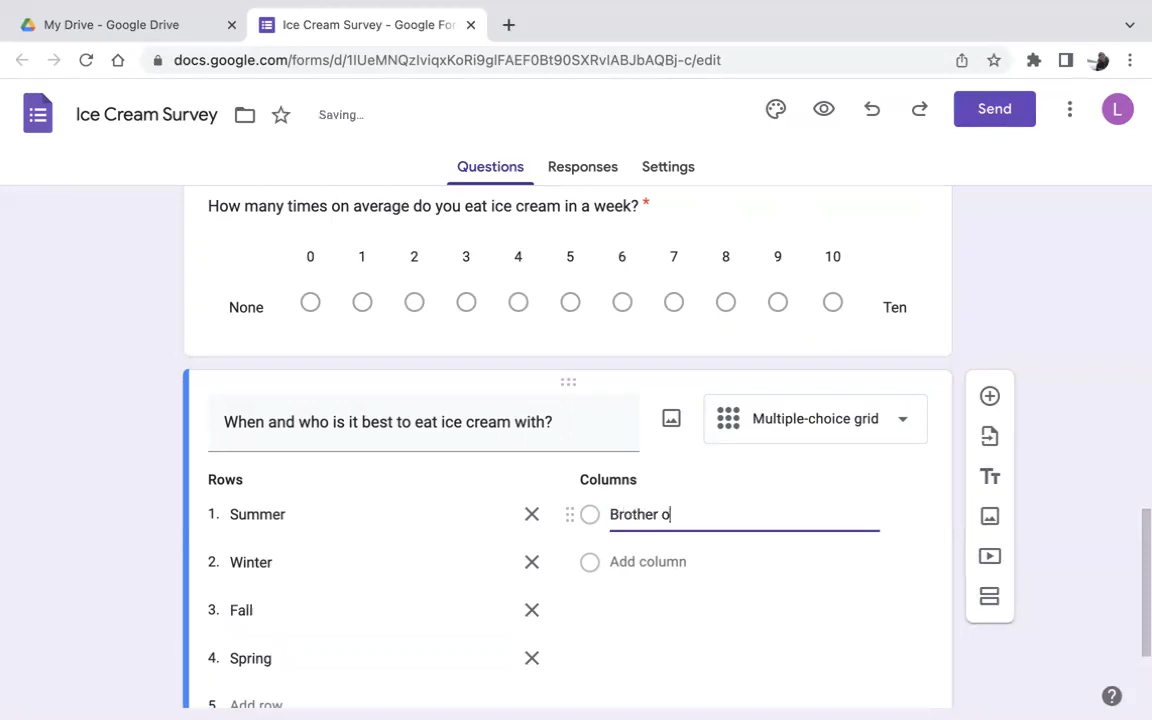 My Drive - Google Drive
Ice Cream Survey - Google For
docs.google.com/forms/d/1IUeMNQzIviqxKoRi9glFAEF0Bt90SXRvIABJbAQBj-c/edit
Ice Cream Survey
Saving...
Send
L
Questions
Responses
Settings
How many times on average do you eat ice cream in a week? *
0 1 2 3 4 5 6 7 8 9 10
None
Ten
When and who is it best to eat ice cream with?
Multiple-choice grid
Rows
Columns
1. Summer
Brother o
2. Winter
Add column
3. Fall
4. Spring
5. Add row